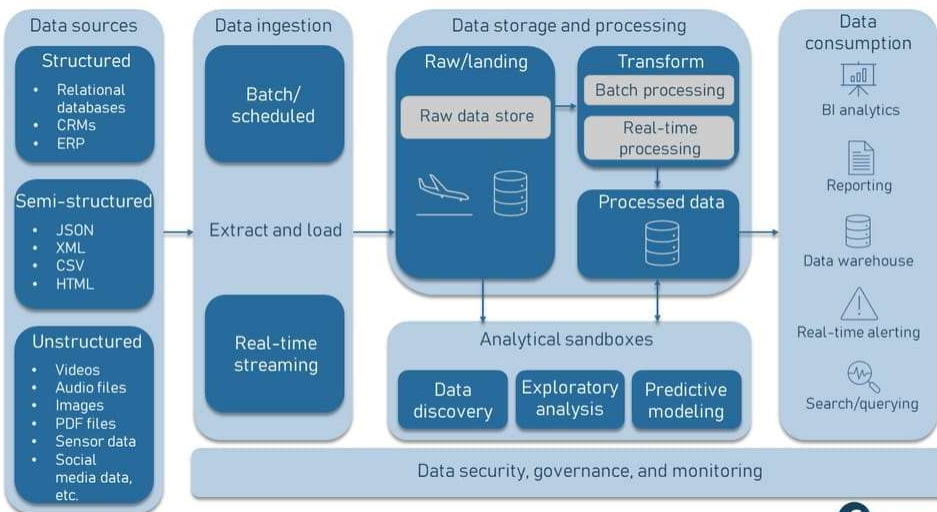 Data sources
Structured
• Relational
databases
• CRMs
• ERP
Semi-structured
• JSON
• XML
• CSV
• HTML
Unstructured
• Videos
• Audio files
• Images
• PDF files
• Sensor data
• Social
media data,
etc.
Data ingestion
Batch/
scheduled
Extract and load
Real-time
streaming
Data storage and processing
Raw/landing
Raw data store
Transform
Batch processing
Real-time
processing
Processed data
Analytical sandboxes
Data
discovery
Exploratory
analysis
Predictive
modeling
Data
consumption
BI analytics
Reporting
Data warehouse
Real-time alerting
Search/querying
Data security, governance, and monitoring